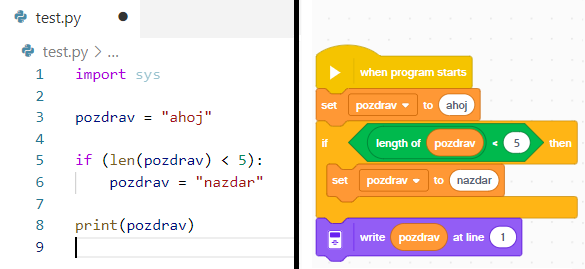 test.py
test.py > ...
1 import sys
2
3 pozdrav = "ahoj"
4
5 if (len(pozdrav) < 5):
6 pozdrav = "nazdar"
7
8 print(pozdrav)
9
when program starts
set pozdrav to ahoj
if length of pozdrav < 5 then
set pozdrav to nazdar
write pozdrav at line 1